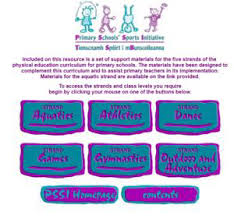 Primary Schools' Sports Initiative
Tionscnamh Spóirt i mBunscoileanna
Included on this resource is a set of support materials for the five strands of the
physical education curriculum for primary schools. The materials have been designed to
complement this curriculum and to assist primary teachers in its implementation.
Materials for the aquatic strand are available on the link provided.
To access the strands and class levels you require
begin by clicking your mouse on one of the buttons below.
STRAND STRAND STRAND
Aquatics Athletics Dance
STRAND STRAND STRAND
Games Gymnastics Outdoor and
Adventure
PSSI Homepage contents